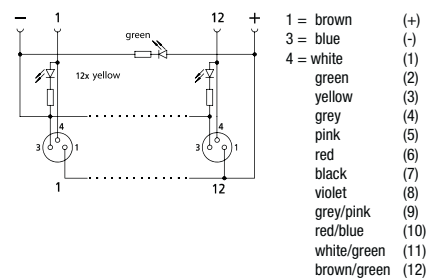 − 1 12 +
green
12x yellow
4 4
3 1 3 1
1 12
1 = brown (+)
3 = blue (-)
4 = white (1)
green (2)
yellow (3)
grey (4)
pink (5)
red (6)
black (7)
violet (8)
grey/pink (9)
red/blue (10)
white/green (11)
brown/green (12)